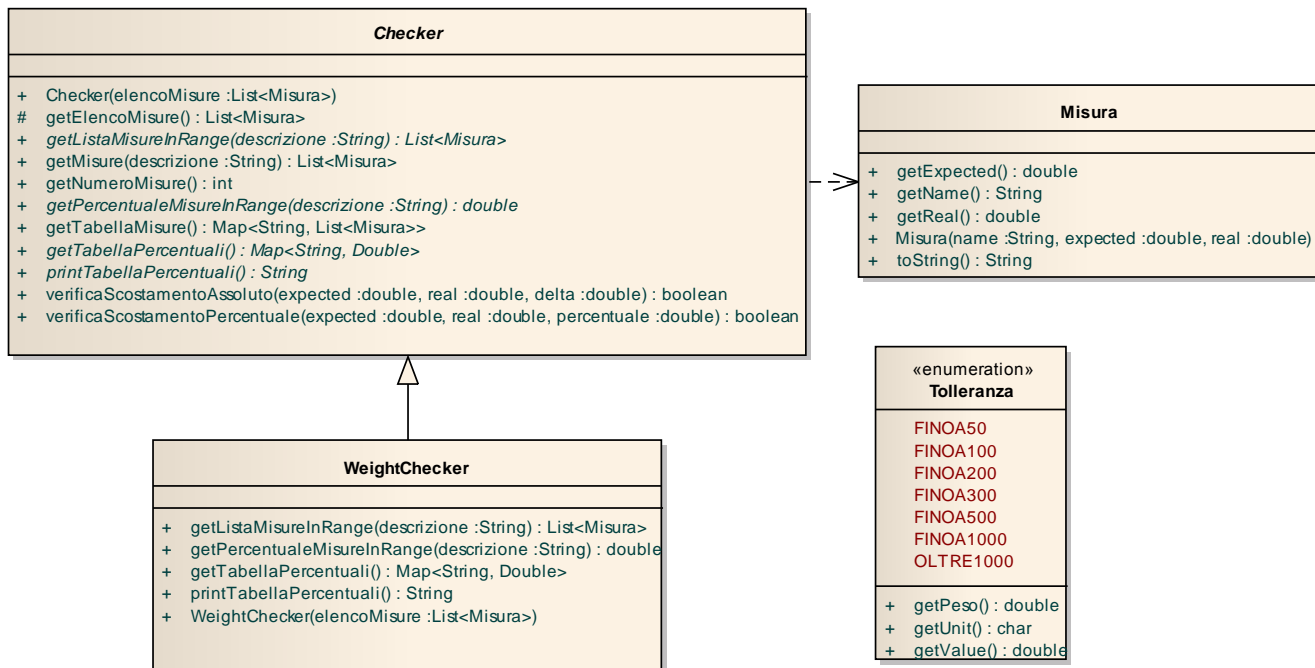 Checker
+ Checker(elencoMisure :List<Misura>)
# getElencoMisure() : List<Misura>
+ getListaMisureInRange(descrizione :String) : List<Misura>
+ getMisure(descrizione :String) : List<Misura>
+ getNumeroMisure() : int
+ getPercentualeMisureInRange(descrizione :String) : double
+ getTabellaMisure() : Map<String, List<Misura>>
+ getTabellaPercentuali() : Map<String, Double>
+ printTabellaPercentuali() : String
+ verificaScostamentoAssoluto(expected :double, real :double, delta :double) : boolean
+ verificaScostamentoPercentuale(expected :double, real :double, percentuale :double) : boolean
Misura
+ getExpected() : double
+ getName() : String
+ getReal() : double
+ Misura(name :String, expected :double, real :double)
+ toString() : String
WeightChecker
+ getListaMisureInRange(descrizione :String) : List<Misura>
+ getPercentualeMisureInRange(descrizione :String) : double
+ getTabellaPercentuali() : Map<String, Double>
+ printTabellaPercentuali() : String
+ WeightChecker(elencoMisure :List<Misura>)
«enumeration»
Tolleranza
FINOA50
FINOA100
FINOA200
FINOA300
FINOA500
FINOA1000
OLTRE1000
+ getPeso() : double
+ getUnit() : char
+ getValue() : double